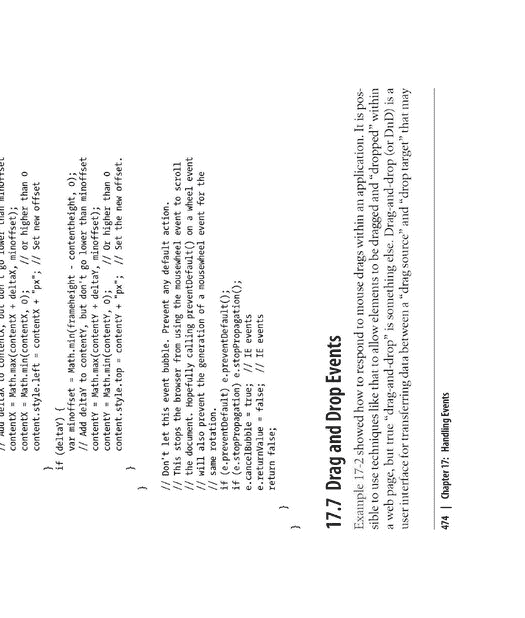 // Add deltaX to contentX, but don't go lower than minoffset
contentX = Math.max(contentX + deltaX, minoffset);
contentX = Math.min(contentX, 0); // Or higher than 0
content.style.left = contentX + "px"; // Set new offset
}
if (deltaY) {
var minoffset = Math.min(frameheight - contentheight, 0);
// Add deltaY to contentY, but don't go lower than minoffset
contentY = Math.max(contentY + deltaY, minoffset);
contentY = Math.min(contentY, 0); // Or higher than 0
content.style.top = contentY + "px"; // Set the new offset.
}
}
// Don't let this event bubble. Prevent any default action.
// This stops the browser from using the mousewheel event to scroll
// the document. Hopefully calling preventDefault() on a wheel event
// will also prevent the generation of a mousewheel event for the
// same rotation.
if (e.preventDefault) e.preventDefault();
if (e.stopPropagation) e.stopPropagation();
e.cancelBubble = true; // IE events
e.returnValue = false; // IE events
return false;
}
}
17.7 Drag and Drop Events
Example 17-2 showed how to respond to mouse drags within an application. It is pos-
sible to use techniques like that to allow elements to be dragged and “dropped” within
a web page, but true “drag-and-drop” is something else. Drag-and-drop (or DnD) is a
user interface for transferring data between a “drag source” and “drop target” that may
474 | Chapter 17: Handling Events